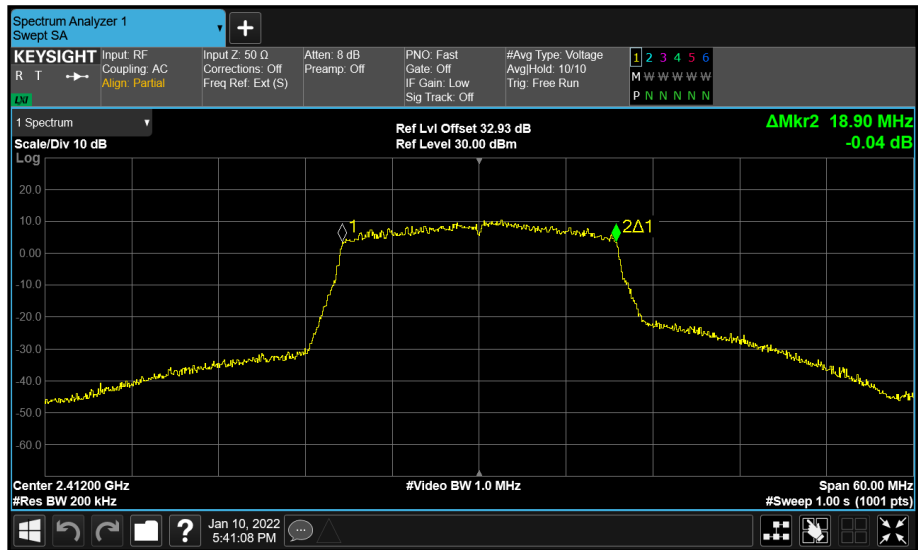 Spectrum Analyzer 1
Swept SA
+
KEYSIGHT
R T
LXI
Input: RF
Coupling: AC
Align: Partial
Input Z: 50 Ω
Corrections: Off
Freq Ref: Ext (S)
Atten: 8 dB
Preamp: Off
PNO: Fast
Gate: Off
IF Gain: Low
Sig Track: Off
#Avg Type: Voltage
Avg|Hold: 10/10
Trig: Free Run
1 2 3 4 5 6
M W W W W W
P N N N N N
1 Spectrum
Scale/Div 10 dB
Ref Lvl Offset 32.93 dB
Ref Level 30.00 dBm
ΔMkr2 18.90 MHz
-0.04 dB
Log
20.0
10.0
0.00
-10.0
-20.0
-30.0
-40.0
-50.0
-60.0
1
2Δ1
Center 2.41200 GHz
#Res BW 200 kHz
#Video BW 1.0 MHz
Span 60.00 MHz
#Sweep 1.00 s (1001 pts)
?
Jan 10, 2022
5:41:08 PM